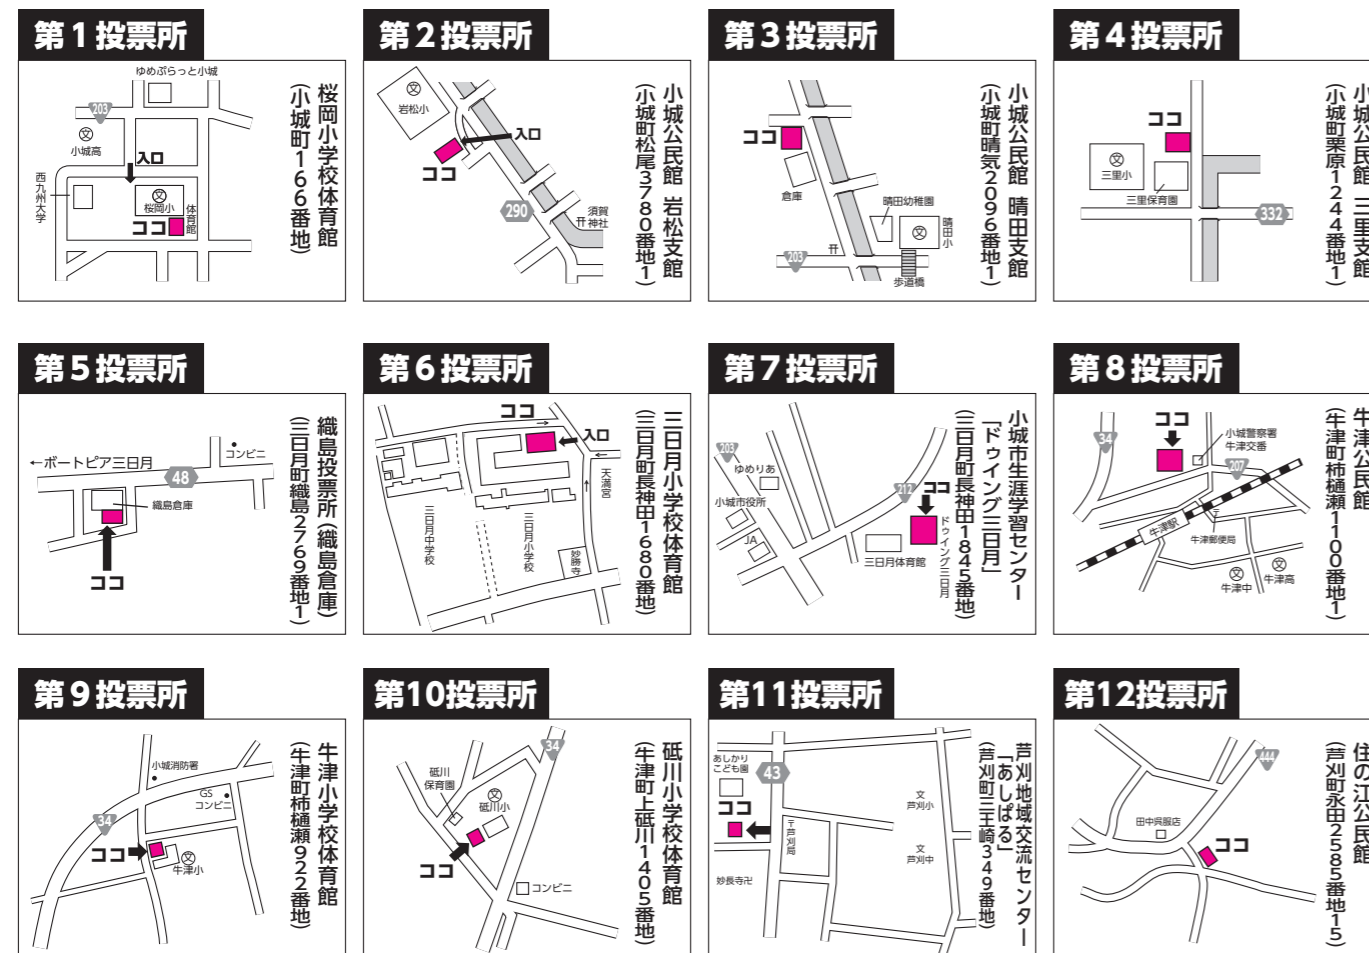 第1投票所
ゆめぷらっと小城
203
小城高
文
入口
西九州大学
文
桜岡小
体育館
ココ
桜岡小学校体育館
(小城町166番地)
第2投票所
文
岩松小
入口
ココ
290
須賀
神社
小城公民館 岩松支館
(小城町松尾3780番地1)
第3投票所
ココ
倉庫
晴田幼稚園
文
晴田小
203
歩道橋
小城公民館 晴田支館
(小城町晴気2096番地1)
第4投票所
ココ
文
三里小
三里保育園
332
小城公民館 三里支館
(小城町栗原1244番地1)
第5投票所
コンビニ
←ボートピア三日月
48
織島倉庫
ココ
織島投票所(織島倉庫)
(三日月町織島2769番地1)
第6投票所
ココ
入口
天満宮
三日月中学校
三日月小学校
妙勝寺
三日月小学校体育館
(三日月町長神田1680番地)
第7投票所
203
ゆめりあ
小城市役所
JA
212
ココ
三日月体育館
ドゥイング三日月
小城市生涯学習センター
「ドゥイング三日月」
(三日月町長神田1845番地)
第8投票所
34
ココ
小城警察署
牛津交番
207
牛津駅
〒
牛津郵便局
文
牛津中
文
牛津高
牛津公民館
(牛津町柿樋瀬1100番地1)
第9投票所
小城消防署
GS
コンビニ
34
ココ
文
牛津小
牛津小学校体育館
(牛津町柿樋瀬922番地)
第10投票所
34
砥川
保育園
文
砥川小
ココ
コンビニ
砥川小学校体育館
(牛津町上砥川1405番地)
第11投票所
あしかり
こども園
43
ココ
〒芦刈局
文
芦刈小
文
芦刈中
妙長寺卍
芦刈地域交流センター
「あしぱる」
(芦刈町三王崎349番地)
第12投票所
444
田中呉服店
ココ
住の江公民館
(芦刈町永田2585番地15)